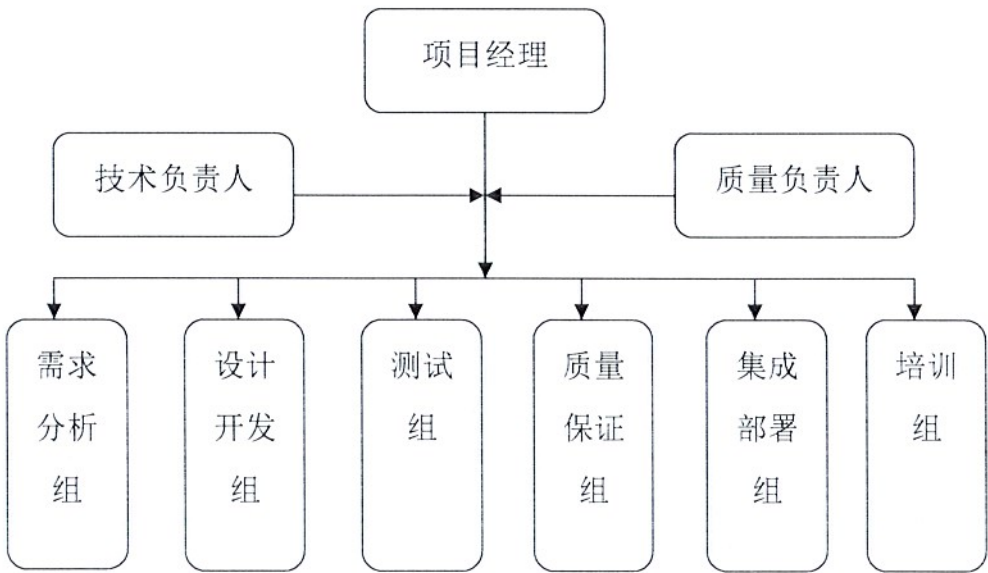 项目经理
技术负责人
质量负责人
需求
分析
组
设计
开发
组
测试
组
质量
保证
组
集成
部署
组
培训
组